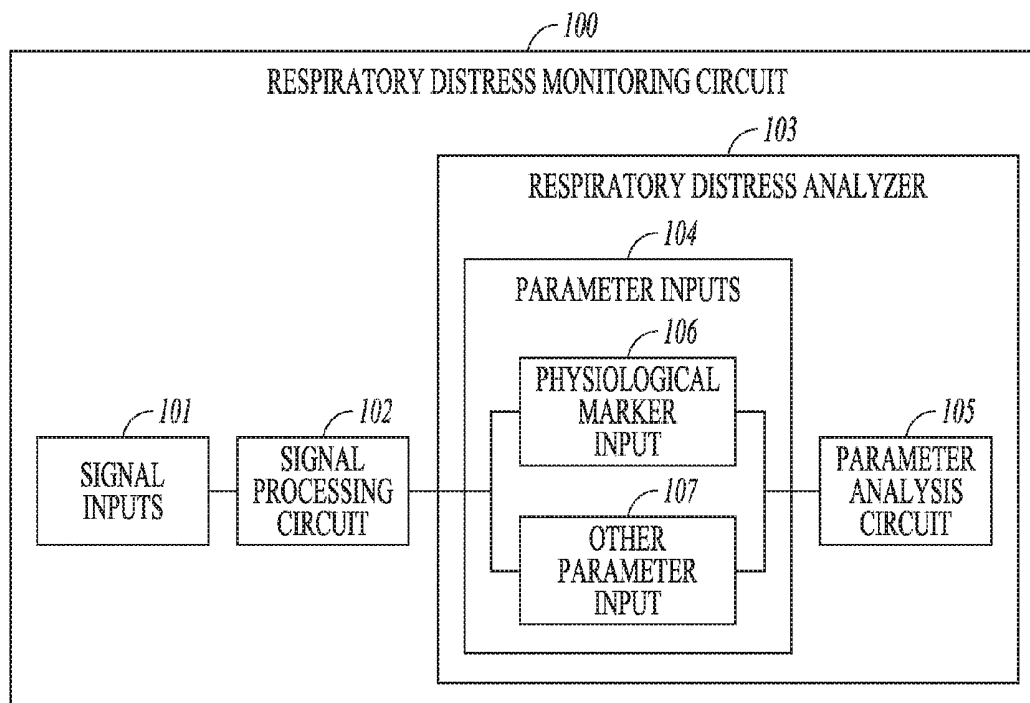 100
RESPIRATORY DISTRESS MONITORING CIRCUIT
103
RESPIRATORY DISTRESS ANALYZER
104
PARAMETER INPUTS
106
PHYSIOLOGICAL
MARKER
INPUT
101
SIGNAL
INPUTS
102
SIGNAL
PROCESSING
CIRCUIT
107
OTHER
PARAMETER
INPUT
105
PARAMETER
ANALYSIS
CIRCUIT